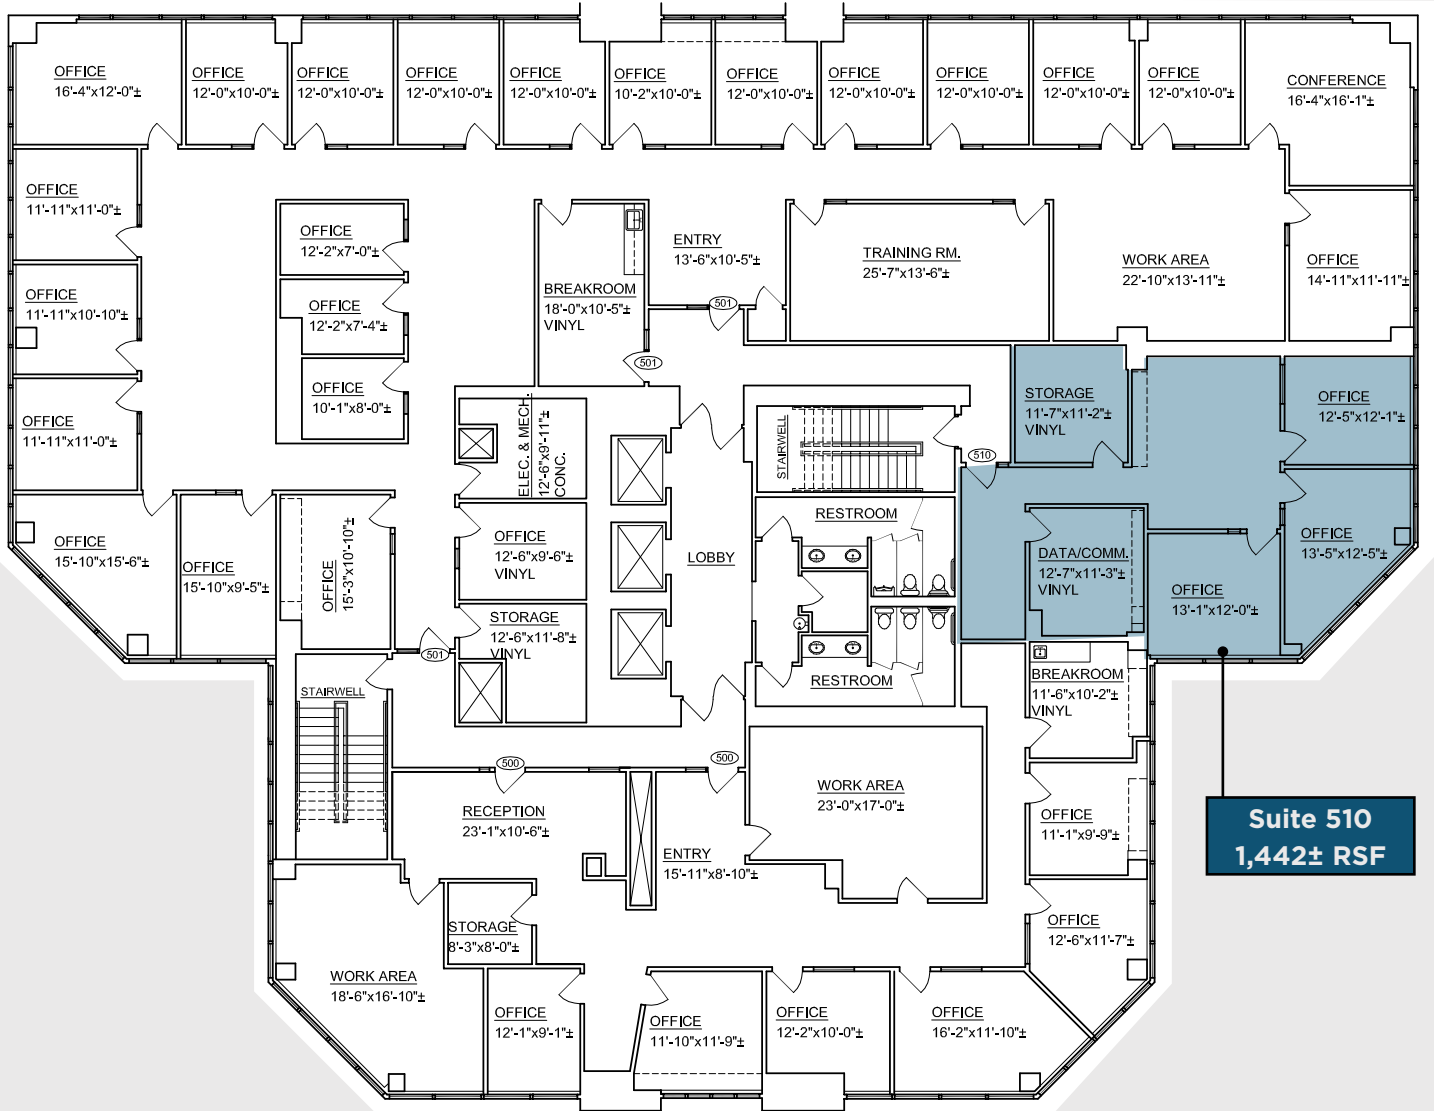 OFFICE
16'-4"x12'-0"±
OFFICE
12'-0"x10'-0"±
OFFICE
12'-0"x10'-0"±
OFFICE
12'-0"x10'-0"±
OFFICE
12'-0"x10'-0"±
OFFICE
10'-2"x10'-0"±
OFFICE
12'-0"x10'-0"±
OFFICE
12'-0"x10'-0"±
OFFICE
12'-0"x10'-0"±
OFFICE
12'-0"x10'-0"±
OFFICE
12'-0"x10'-0"±
CONFERENCE
16'-4"x16'-1"±
OFFICE
11'-11"x11'-0"±
OFFICE
12'-2"x7'-0"±
ENTRY
13'-6"x10'-5"±
TRAINING RM.
25'-7"x13'-6"±
WORK AREA
22'-10"x13'-11"±
OFFICE
14'-11"x11'-11"±
OFFICE
11'-11"x10'-10"±
OFFICE
12'-2"x7'-4"±
BREAKROOM
18'-0"x10'-5"±
VINYL
501
501
OFFICE
10'-1"x8'-0"±
OFFICE
11'-11"x11'-0"±
ELEC. & MECH.
12'-6"x9'-11"±
CONC.
STAIRWELL
510
STORAGE
11'-7"x11'-2"±
VINYL
OFFICE
12'-5"x12'-1"±
OFFICE
15'-10"x15'-6"±
OFFICE
15'-10"x9'-5"±
OFFICE
15'-3"x10'-10"±
OFFICE
12'-6"x9'-6"±
VINYL
LOBBY
RESTROOM
DATA/COMM.
12'-7"x11'-3"±
VINYL
OFFICE
13'-5"x12'-5"±
OFFICE
13'-1"x12'-0"±
STORAGE
12'-6"x11'-8"±
VINYL
501
RESTROOM
STAIRWELL
BREAKROOM
11'-6"x10'-2"±
VINYL
500
500
RECEPTION
23'-1"x10'-6"±
WORK AREA
23'-0"x17'-0"±
OFFICE
11'-1"x9'-9"±
Suite 510
1,442± RSF
ENTRY
15'-11"x8'-10"±
STORAGE
8'-3"x8'-0"±
OFFICE
12'-6"x11'-7"±
WORK AREA
18'-6"x16'-10"±
OFFICE
12'-1"x9'-1"±
OFFICE
11'-10"x11'-9"±
OFFICE
12'-2"x10'-0"±
OFFICE
16'-2"x11'-10"±